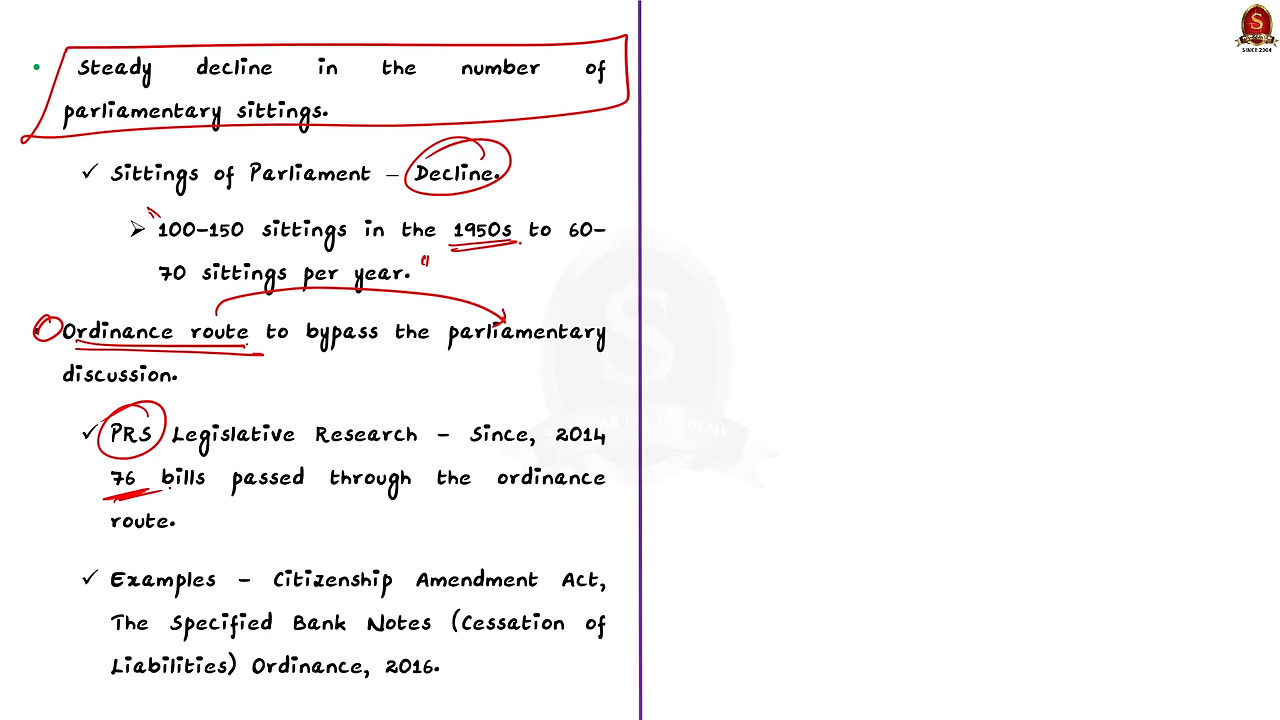 • Steady decline in the number of
parliamentary sittings.
✓ Sittings of Parliament – Decline.
➢ 100-150 sittings in the 1950s to 60-
70 sittings per year.
• Ordinance route to bypass the parliamentary
discussion.
✓ PRS Legislative Research – Since, 2014
76 bills passed through the ordinance
route.
✓ Examples – Citizenship Amendment Act,
The Specified Bank Notes (Cessation of
Liabilities) Ordinance, 2016.
S
SINCE 2004